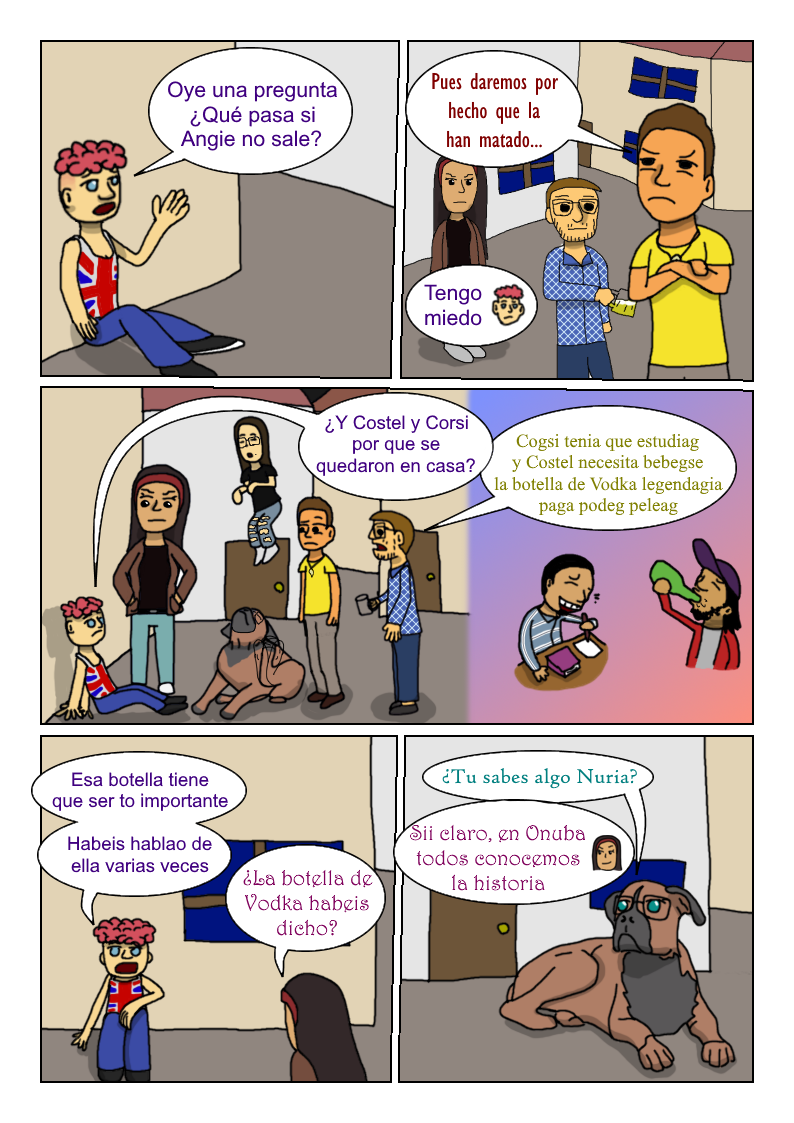 Oye una pregunta
¿Qué pasa si
Angie no sale?
Pues daremos por
hecho que la
han matado...
Tengo
miedo
¿Y Costel y Corsi
por que se
quedaron en casa?
Cogsi tenia que estudiag
y Costel necesita bebegse
la botella de Vodka legendagia
paga podeg peleag
Esa botella tiene
que ser to importante
Habeis hablao de
ella varias veces
¿La botella de
Vodka habeis
dicho?
¿Tu sabes algo Nuria?
Sii claro, en Onuba
todos conocemos
la historia